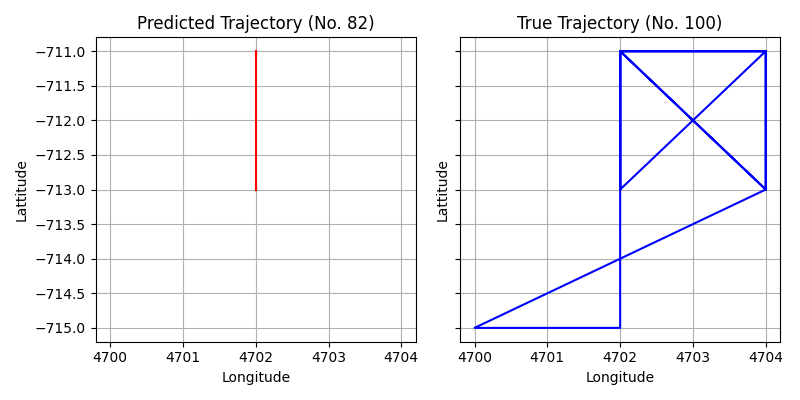 Predicted Trajectory (No. 82)
True Trajectory (No. 100)
−711.0
−711.5
−712.0
−712.5
−713.0
−713.5
−714.0
−714.5
−715.0
Lattitude
Lattitude
4700 4701 4702 4703 4704
4700 4701 4702 4703 4704
Longitude
Longitude